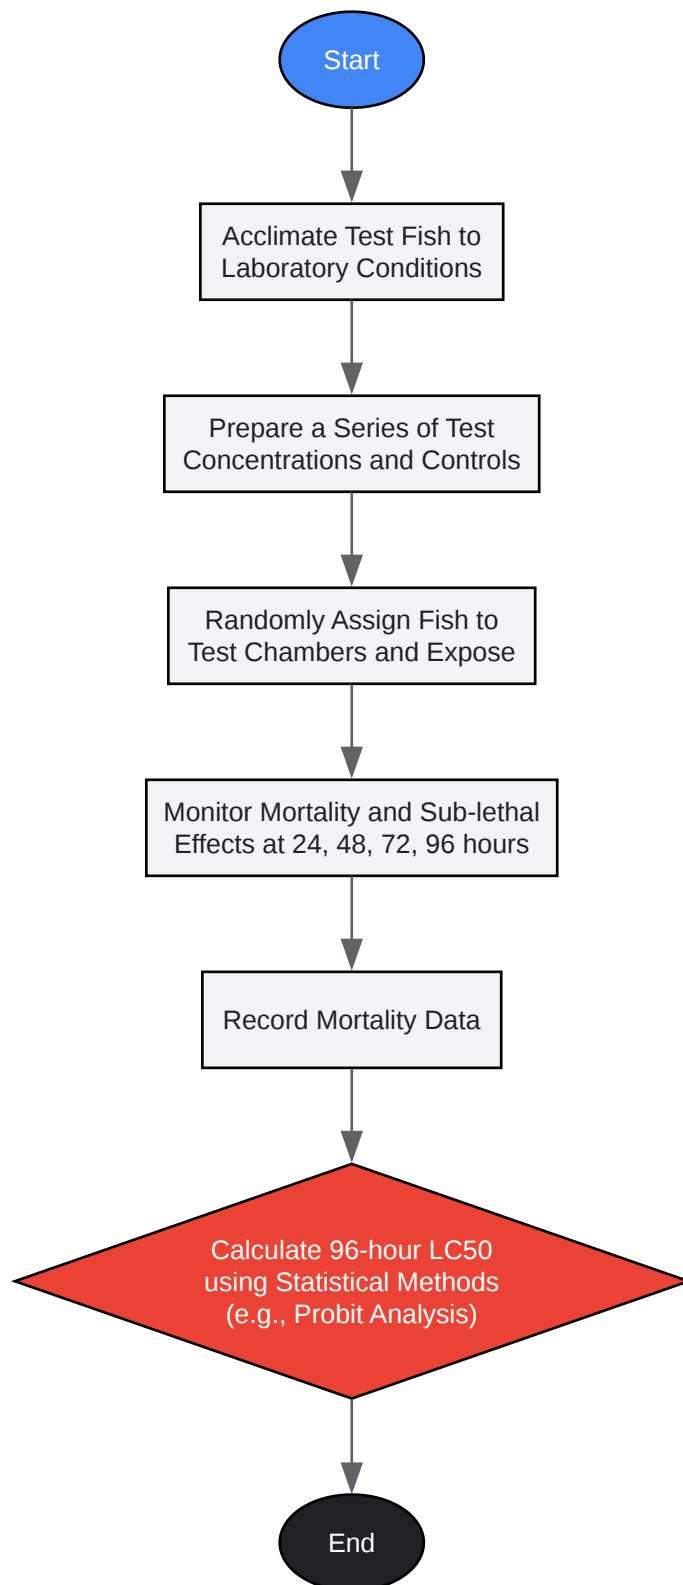 Start
Acclimate Test Fish to
Laboratory Conditions
Prepare a Series of Test
Concentrations and Controls
Randomly Assign Fish to
Test Chambers and Expose
Monitor Mortality and Sub-lethal
Effects at 24, 48, 72, 96 hours
Record Mortality Data
Calculate 96-hour LC50
using Statistical Methods
(e.g., Probit Analysis)
End